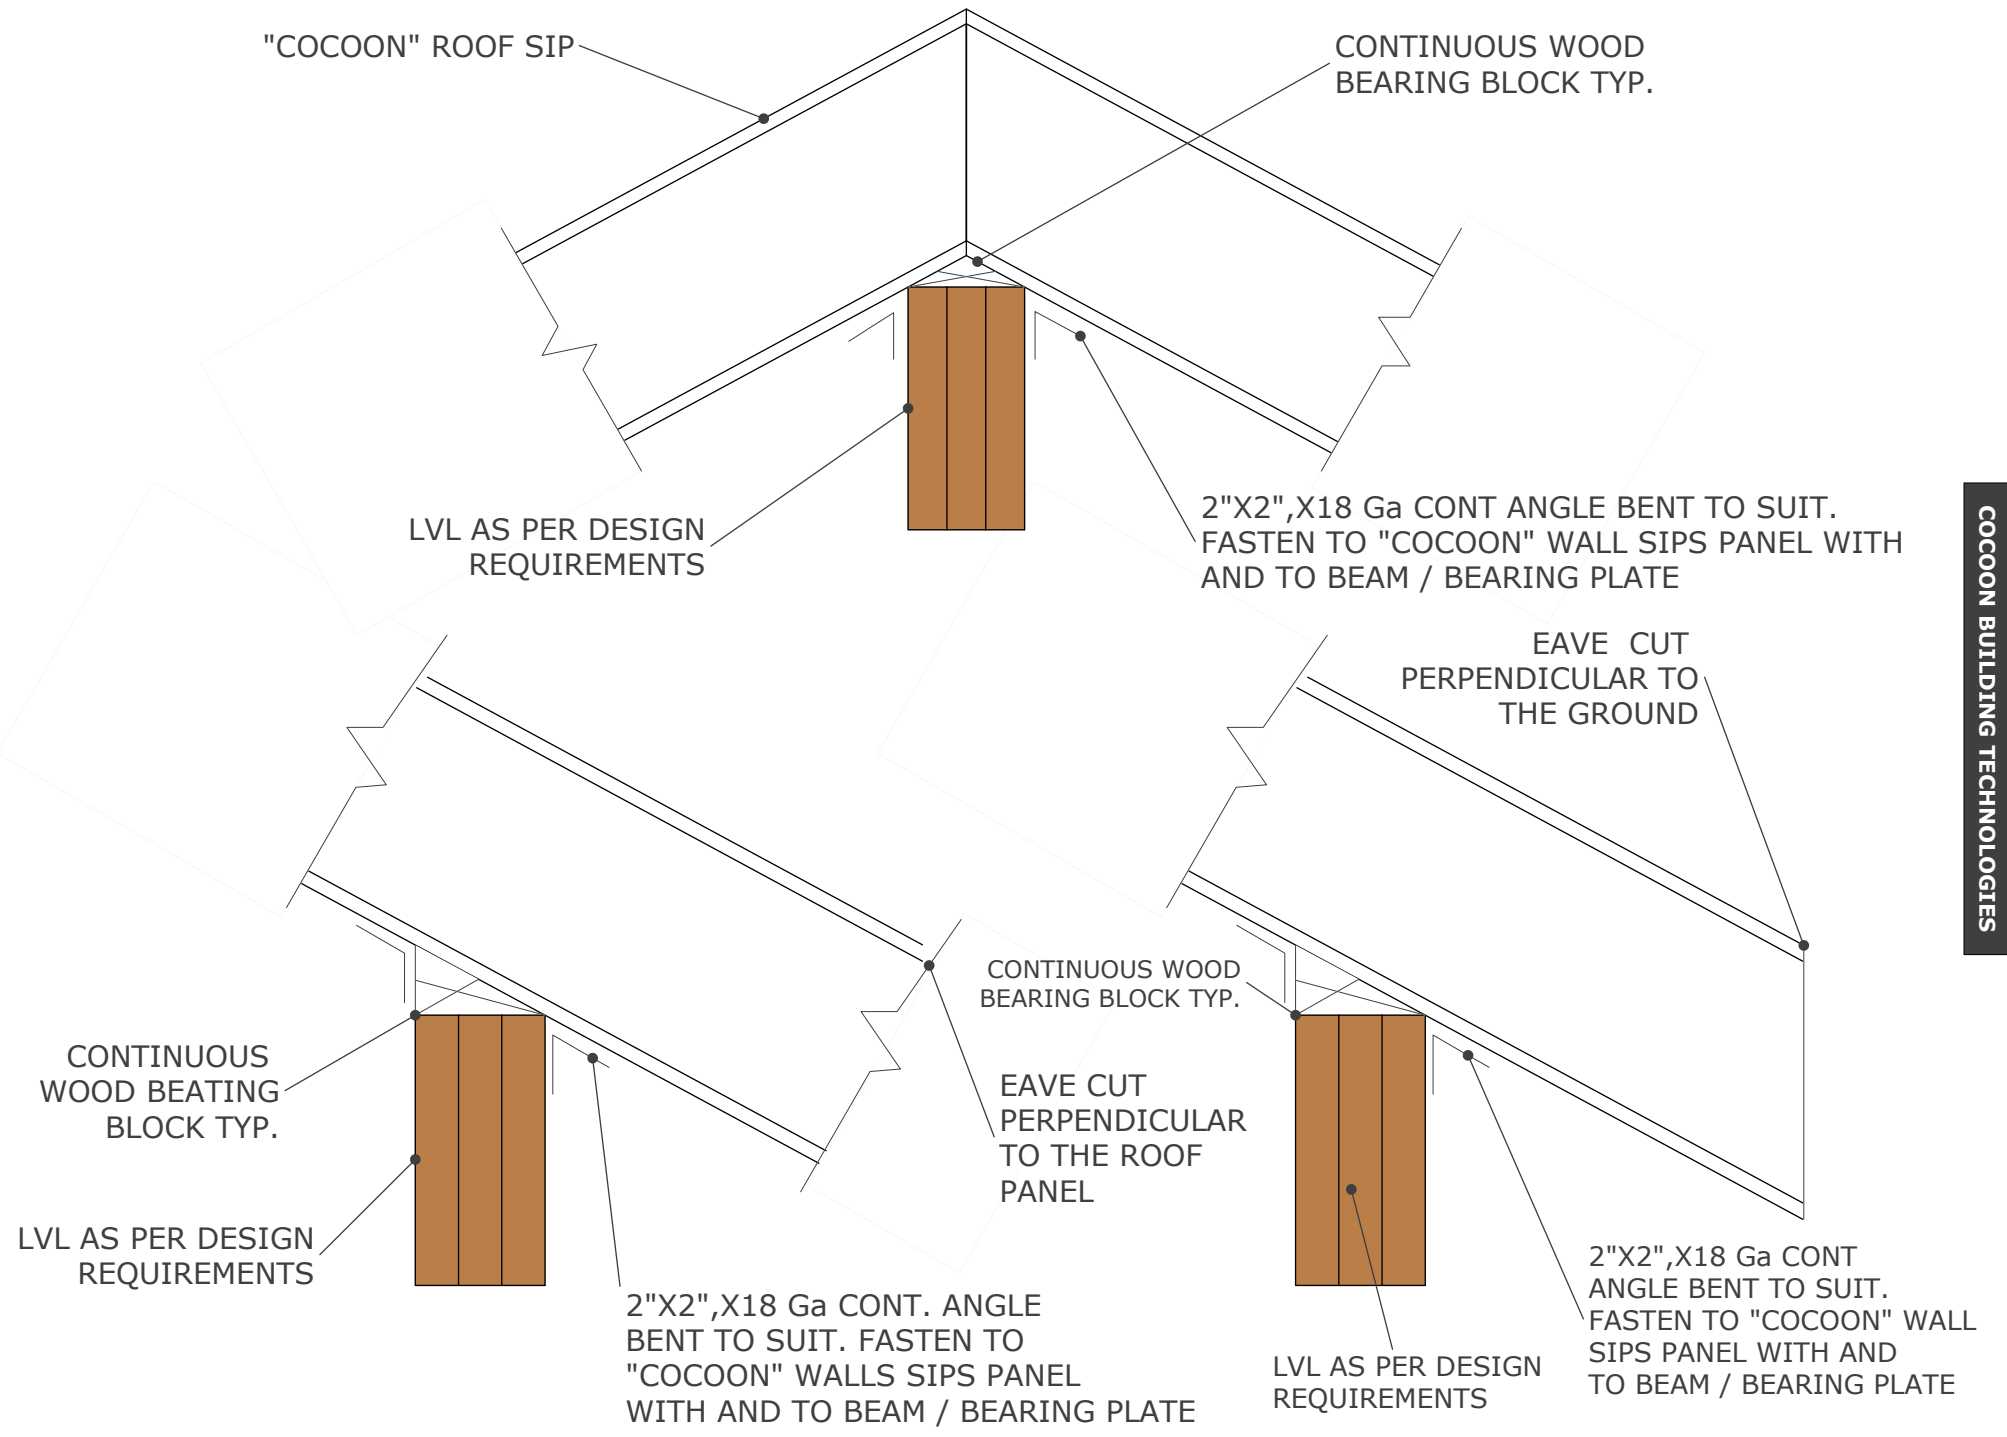 "COCOON" ROOF SIP
CONTINUOUS WOOD
BEARING BLOCK TYP.
LVL AS PER DESIGN
REQUIREMENTS
2"X2",X18 Ga CONT ANGLE BENT TO SUIT.
FASTEN TO "COCOON" WALL SIPS PANEL WITH
AND TO BEAM / BEARING PLATE
COCOON BUILDING TECHNOLOGIES
EAVE CUT
PERPENDICULAR TO
THE GROUND
CONTINUOUS WOOD
BEARING BLOCK TYP.
CONTINUOUS
WOOD BEATING
BLOCK TYP.
EAVE CUT
PERPENDICULAR
TO THE ROOF
PANEL
LVL AS PER DESIGN
REQUIREMENTS
2"X2",X18 Ga CONT. ANGLE
BENT TO SUIT. FASTEN TO
"COCOON" WALLS SIPS PANEL
WITH AND TO BEAM / BEARING PLATE
LVL AS PER DESIGN
REQUIREMENTS
2"X2",X18 Ga CONT
ANGLE BENT TO SUIT.
FASTEN TO "COCOON" WALL
SIPS PANEL WITH AND
TO BEAM / BEARING PLATE